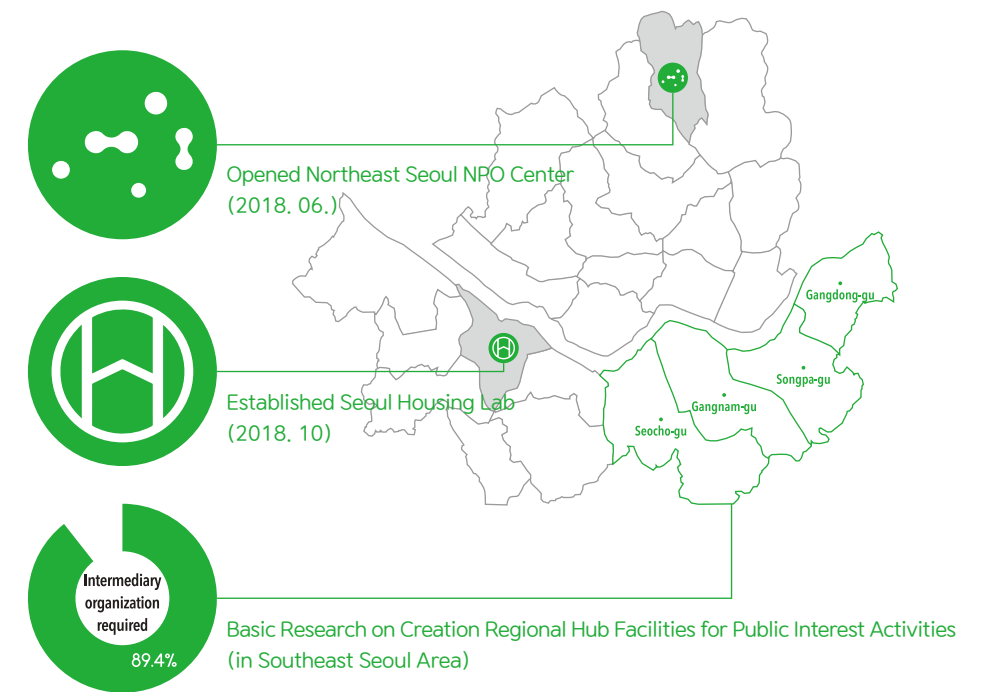 Opened Northeast Seoul NPO Center
(2018. 06.)
Gangdong-gu
Songpa-gu
Gangnam-gu
Seocho-gu
Established Seoul Housing Lab
(2018. 10)
Intermediary
organization
required
89.4%
Basic Research on Creation Regional Hub Facilities for Public Interest Activities
(in Southeast Seoul Area)